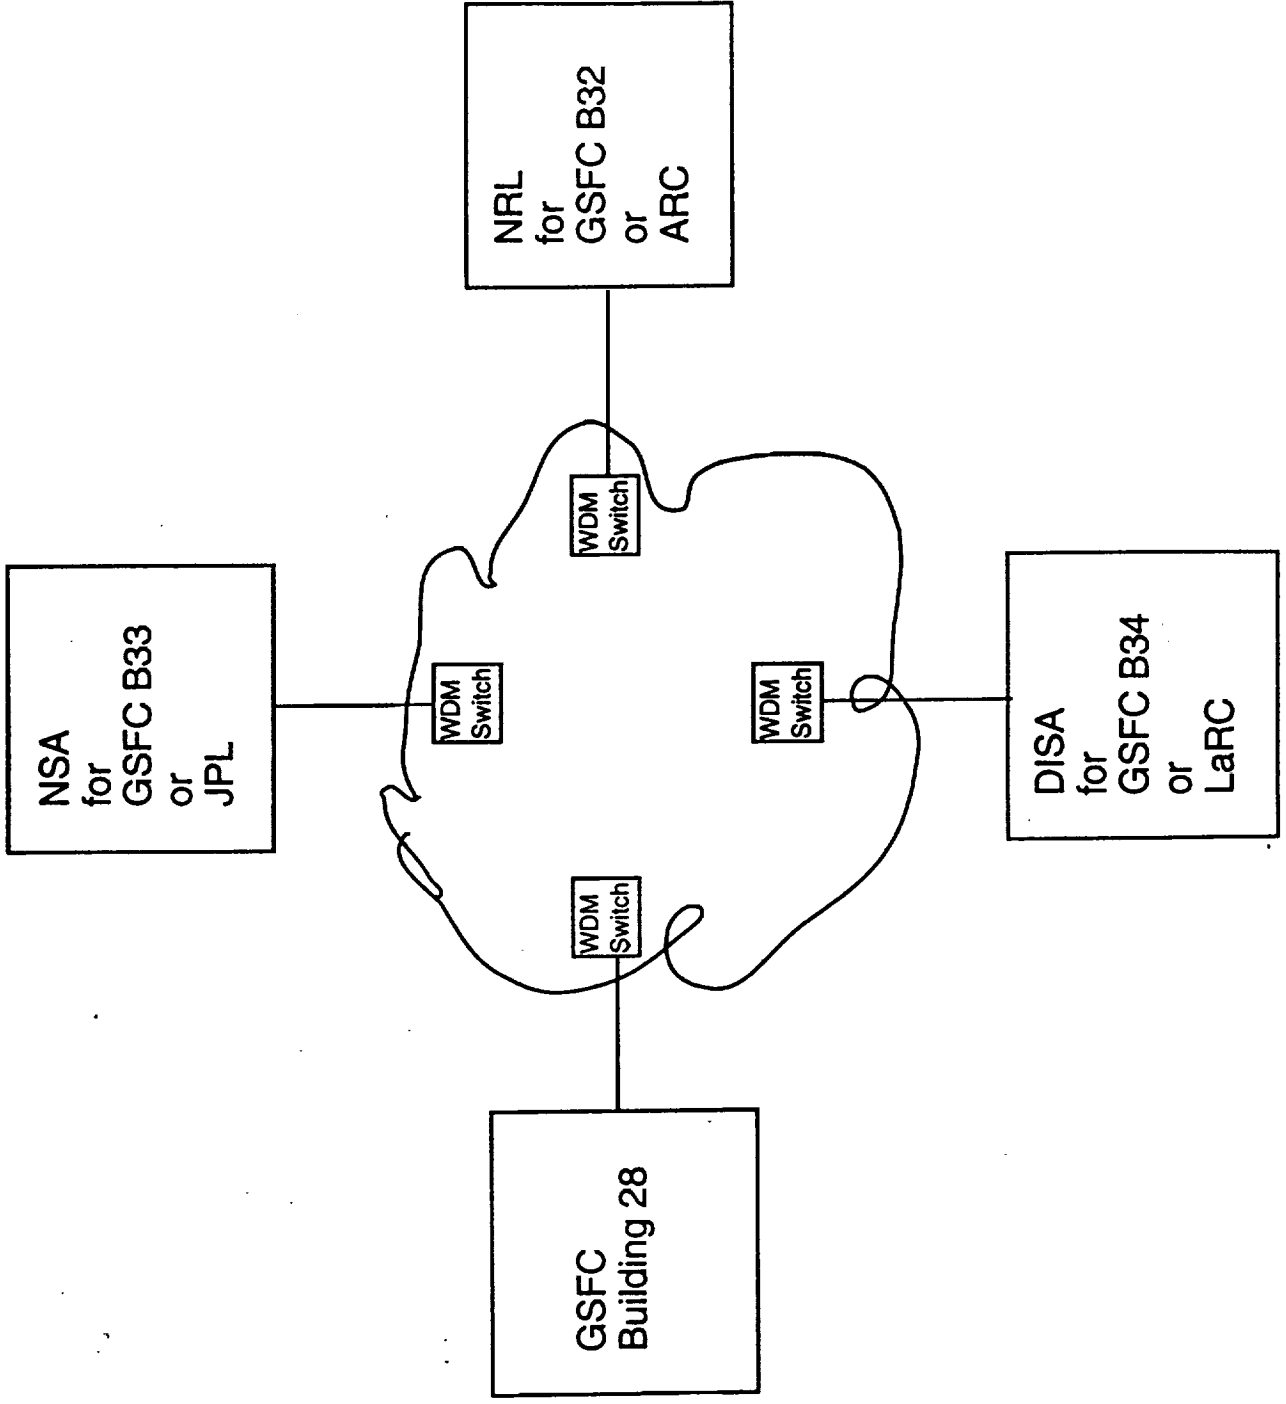 NSA
for
GSFC B33
or
JPL
GSFC
Building 28
WDM
Switch
WDM
Switch
WDM
Switch
WDM
Switch
NRL
for
GSFC B32
or
ARC
DISA
for
GSFC B34
or
LaRC